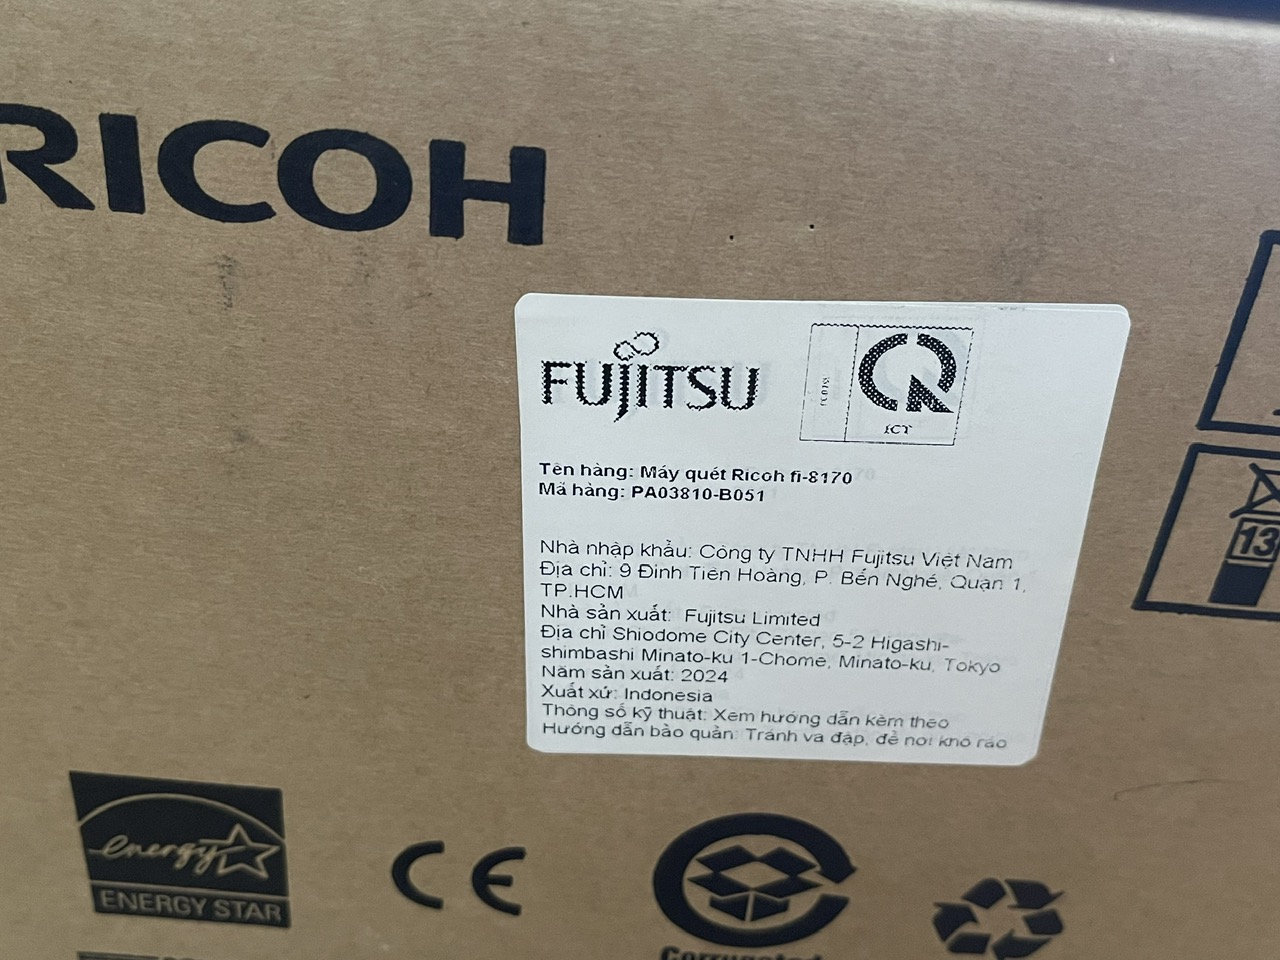 RICOH
FUJITSU
ICT
Tên hàng: Máy quét Ricoh fi-8170
Mã hàng: PA03810-B051
Nhà nhập khẩu: Công ty TNHH Fujitsu Việt Nam
Địa chỉ: 9 Đinh Tiên Hoàng, P. Bến Nghé, Quận 1,
TP.HCM
Nhà sản xuất: Fujitsu Limited
Địa chỉ Shiodome City Center, 5-2 Higashi-
shimbashi Minato-ku 1-Chome, Minato-ku, Tokyo
Năm sản xuất: 2024
Xuất xứ: Indonesia
Thông số kỹ thuật: Xem hướng dẫn kèm theo
Hướng dẫn bảo quản: Tránh va đập, để nơi khô ráo
13
energy
ENERGY STAR
CE
Corrugated